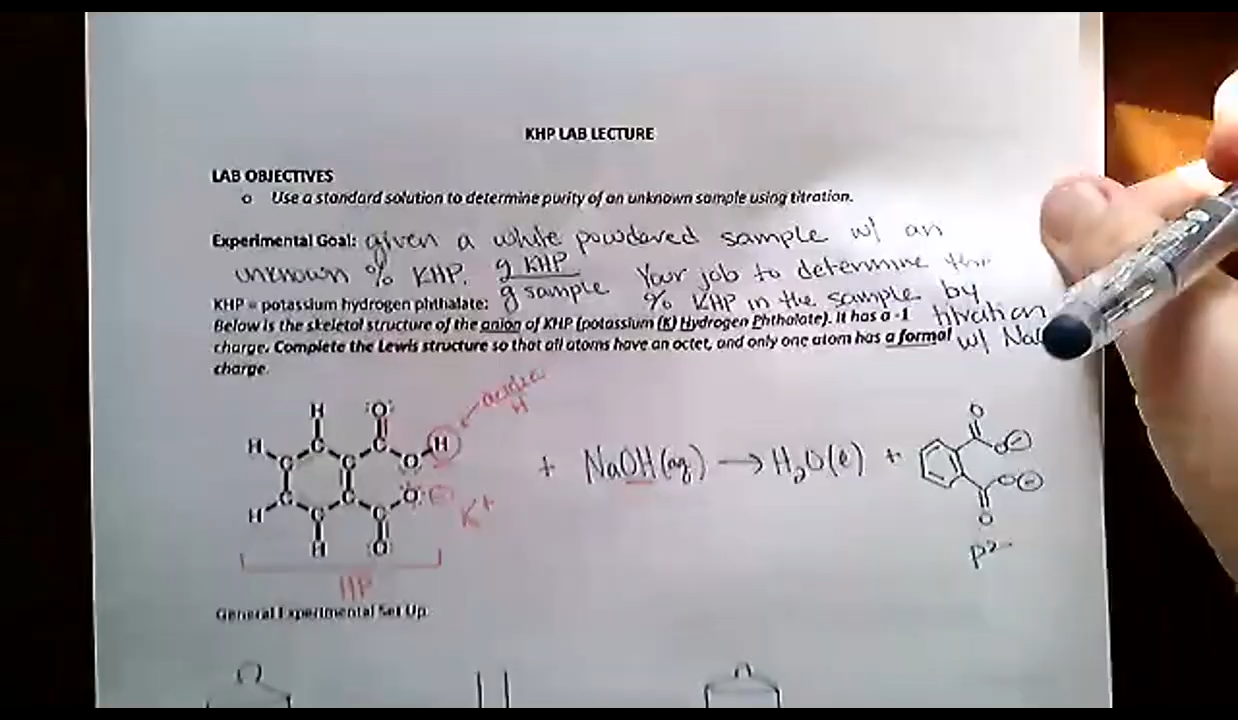 KHP LAB LECTURE
LAB OBJECTIVES
o Use a standard solution to determine purity of an unknown sample using titration.
Experimental Goal: given a white powdered sample w/ an
unknown % KHP. g KHP Your job to determine the
g sample % KHP in the sample by
KHP = potassium hydrogen phthalate: titration
Below is the skeletal structure of the anion of KHP (potassium (K) Hydrogen Phthalate). It has a -1
charge. Complete the Lewis structure so that all atoms have an octet, and only one atom has a formal w/ Na
charge.
acidic
H
H :O:
H C C O H
C C
C C :O: ⊖ K+
H C C
H :O:
+ NaOH(aq) → H₂O(l) +
O
O⊖
O⊖
O
HP
P²⁻
General Experimental Set Up